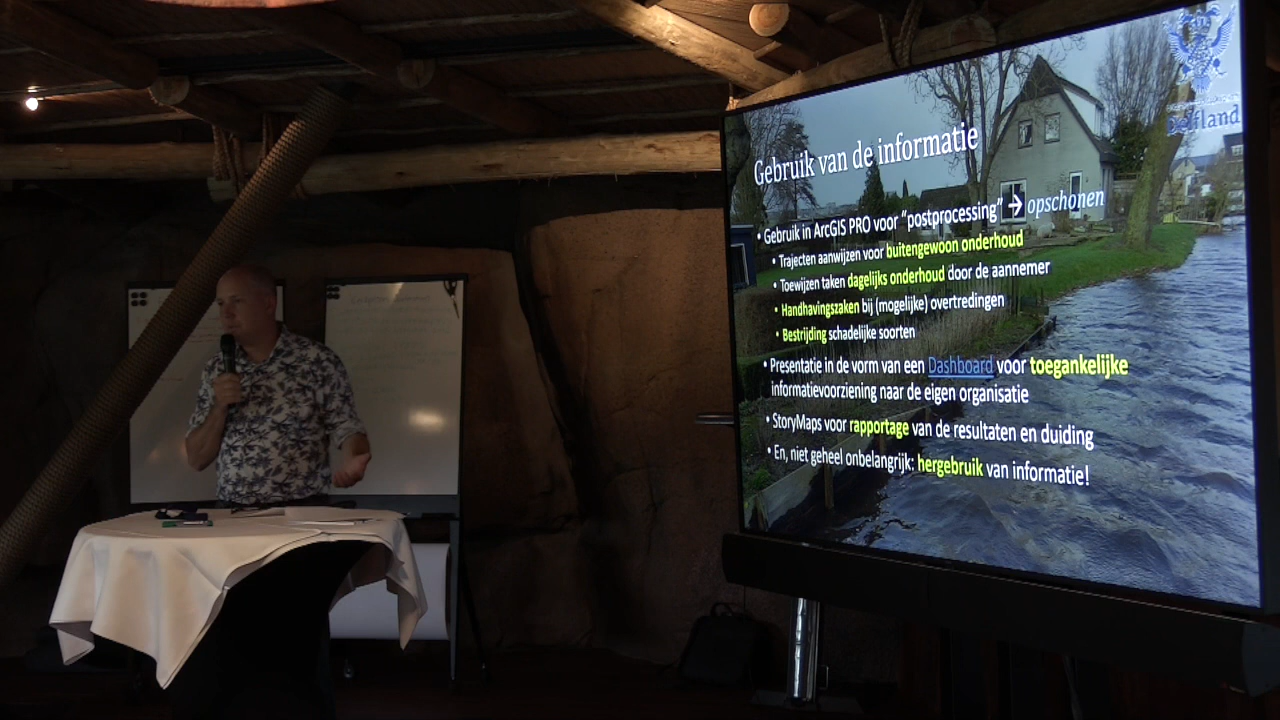 Delfland
Gebruik van de informatie
• Gebruik in ArcGIS PRO voor “postprocessing” → opschonen
• Trajecten aanwijzen voor buitengewoon onderhoud
• Toewijzen taken dagelijks onderhoud door de aannemer
• Handhavingszaken bij (mogelijke) overtredingen
• Bestrijding schadelijke soorten
• Presentatie in de vorm van een Dashboard voor toegankelijke
informatievoorziening naar de eigen organisatie
• StoryMaps voor rapportage van de resultaten en duiding
• En, niet geheel onbelangrijk: hergebruik van informatie!